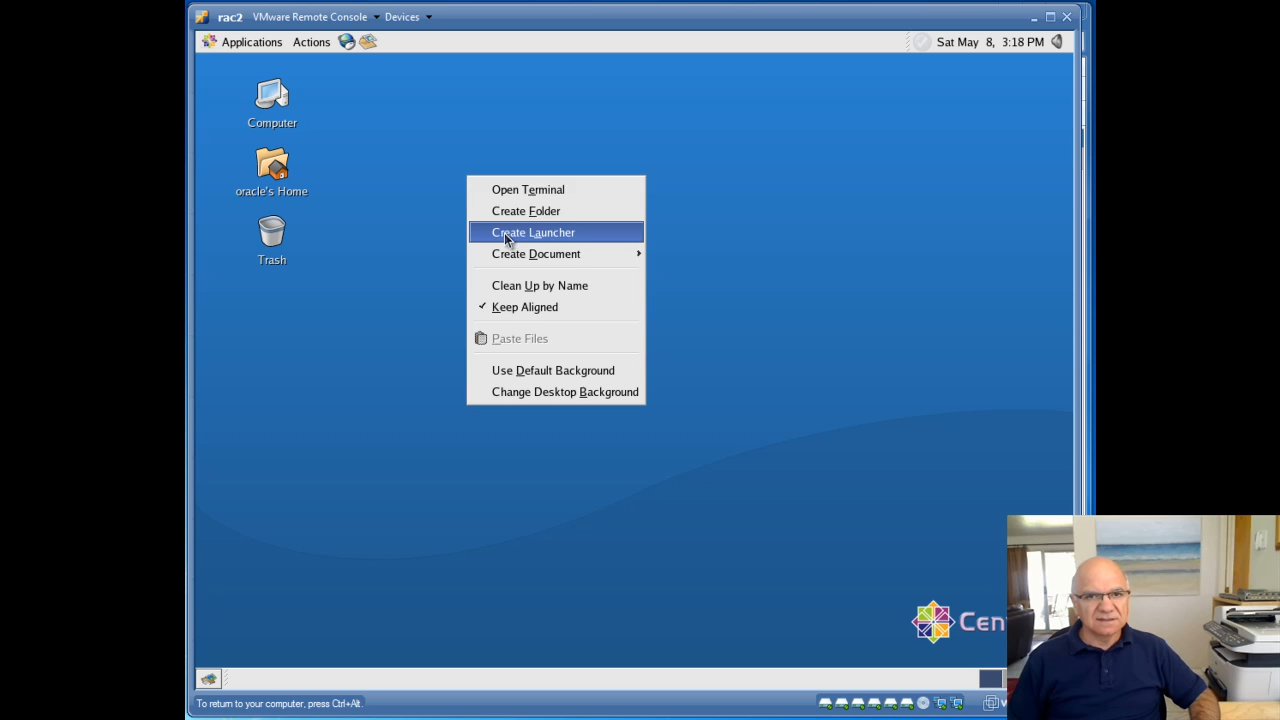 rac2 VMware Remote Console Devices
Applications Actions Sat May 8, 3:18 PM
Computer
oracle's Home
Trash
Open Terminal
Create Folder
Create Launcher
Create Document
Clean Up by Name
Keep Aligned
Paste Files
Use Default Background
Change Desktop Background
Cen
To return to your computer, press Ctrl+Alt.